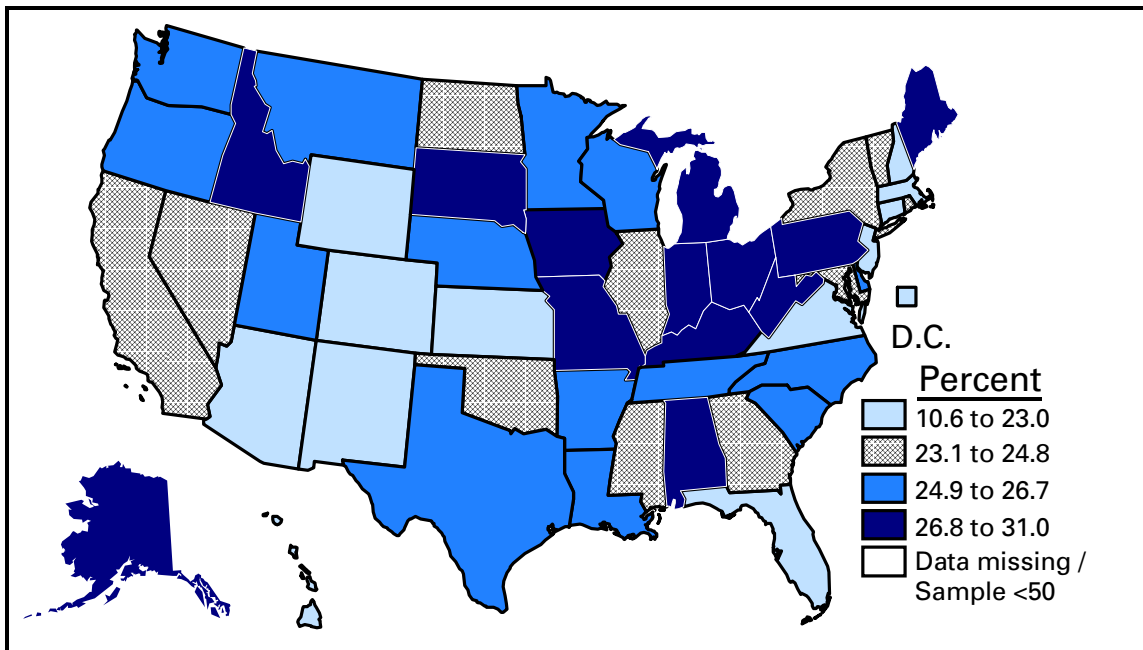 D.C.
Percent
10.6 to 23.0
23.1 to 24.8
24.9 to 26.7
26.8 to 31.0
Data missing /
Sample <50